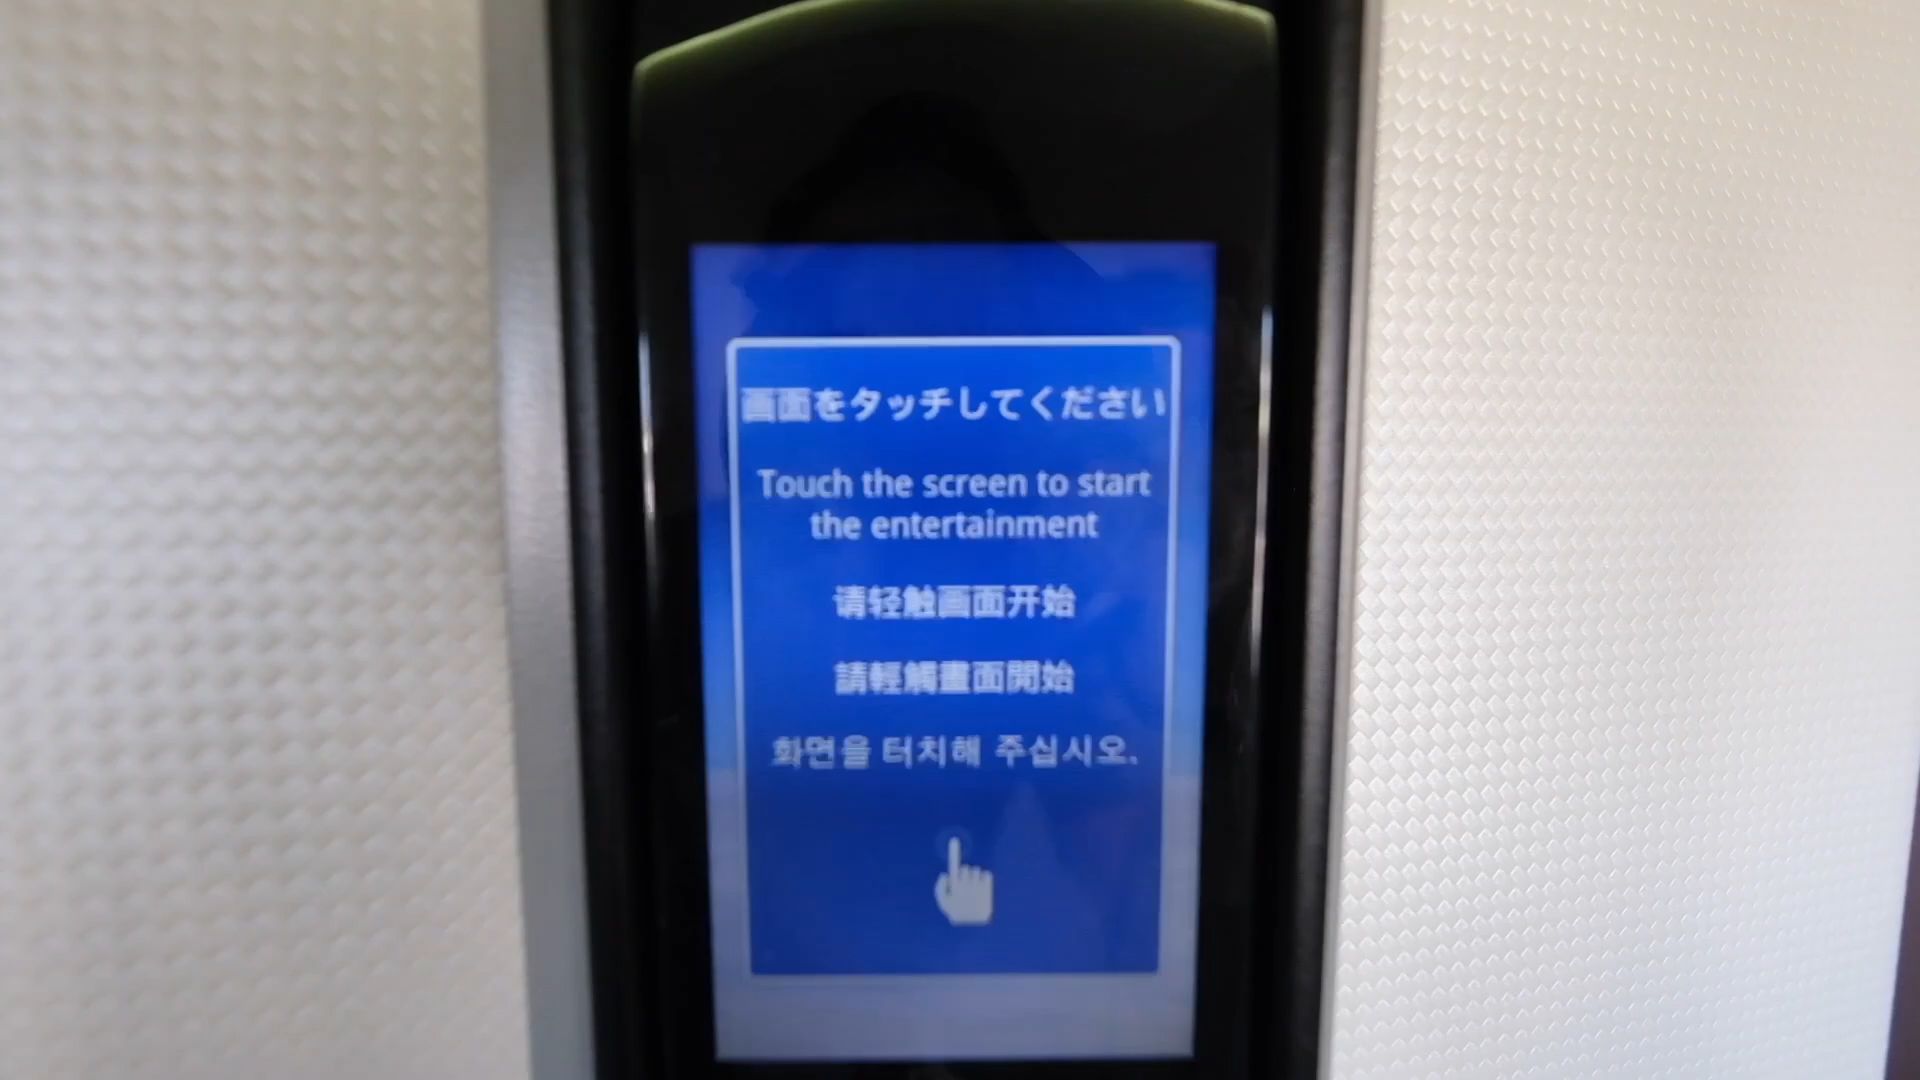 画面をタッチしてください
Touch the screen to start
the entertainment
请轻触画面开始
請輕觸畫面開始
화면을 터치해 주십시오.